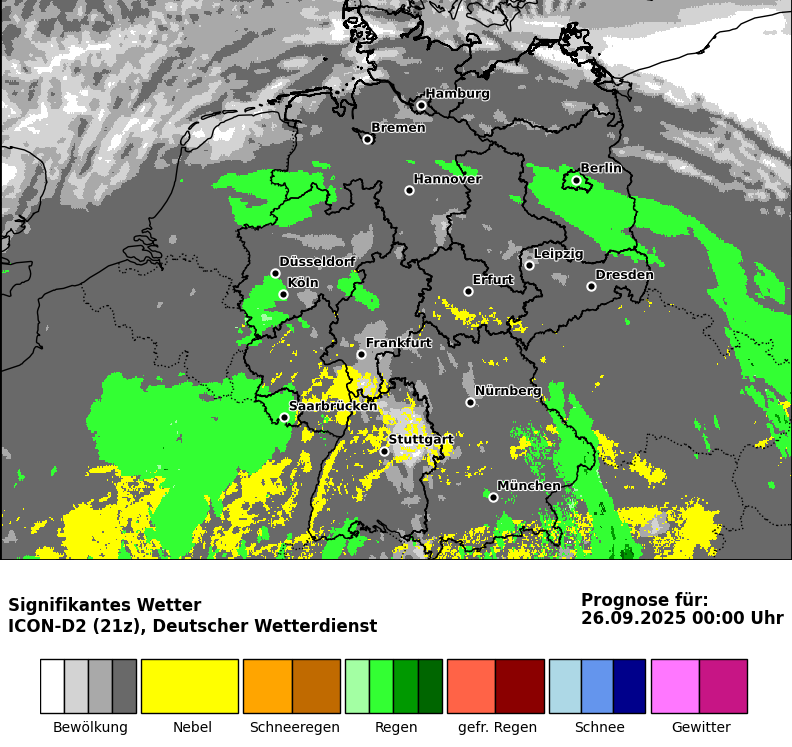 Hamburg
Bremen
Berlin
Hannover
Düsseldorf
Leipzig
Köln
Erfurt
Dresden
Frankfurt
Nürnberg
Saarbrücken
Stuttgart
München
Signifikantes Wetter
ICON-D2 (21z), Deutscher Wetterdienst
Prognose für:
26.09.2025 00:00 Uhr
Bewölkung
Nebel
Schneeregen
Regen
gefr. Regen
Schnee
Gewitter